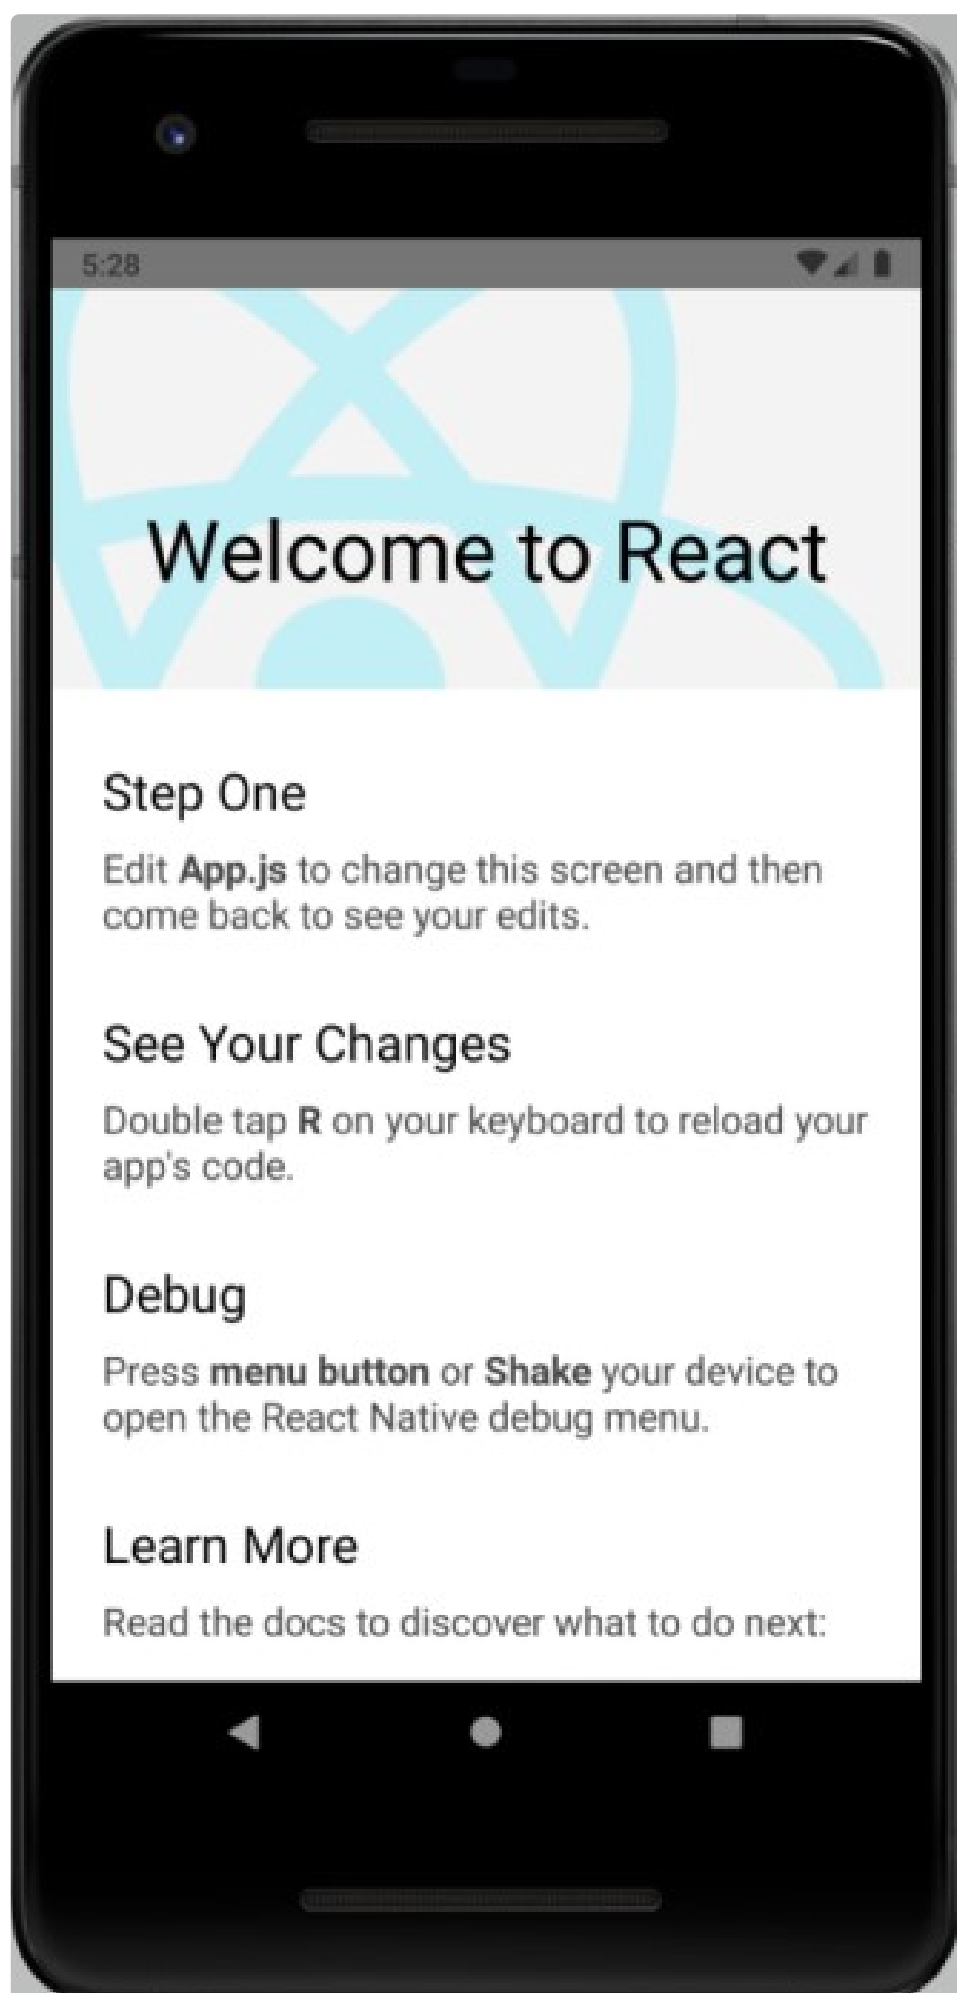 5:28
Welcome to React
Step One
Edit App.js to change this screen and then
come back to see your edits.
See Your Changes
Double tap R on your keyboard to reload your
app's code.
Debug
Press menu button or Shake your device to
open the React Native debug menu.
Learn More
Read the docs to discover what to do next: